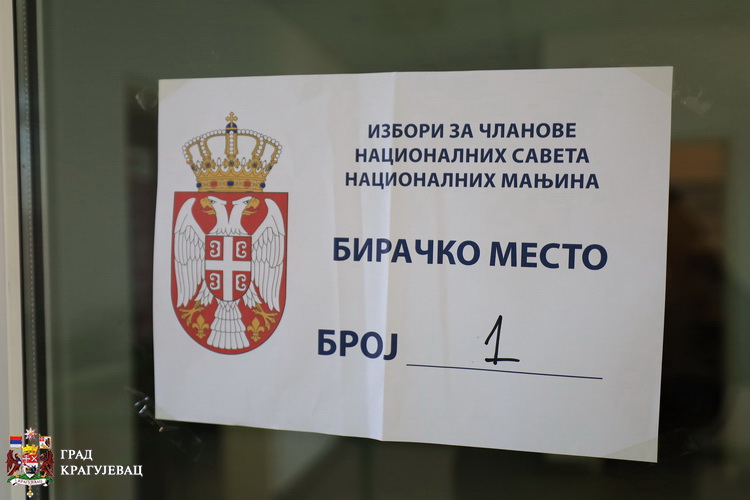 ИЗБОРИ ЗА ЧЛАНОВЕ
НАЦИОНАЛНИХ САВЕТА
НАЦИОНАЛНИХ МАЊИНА
БИРАЧКО МЕСТО
БРОЈ 1
ГРАД
КРАГУЈЕВАЦ